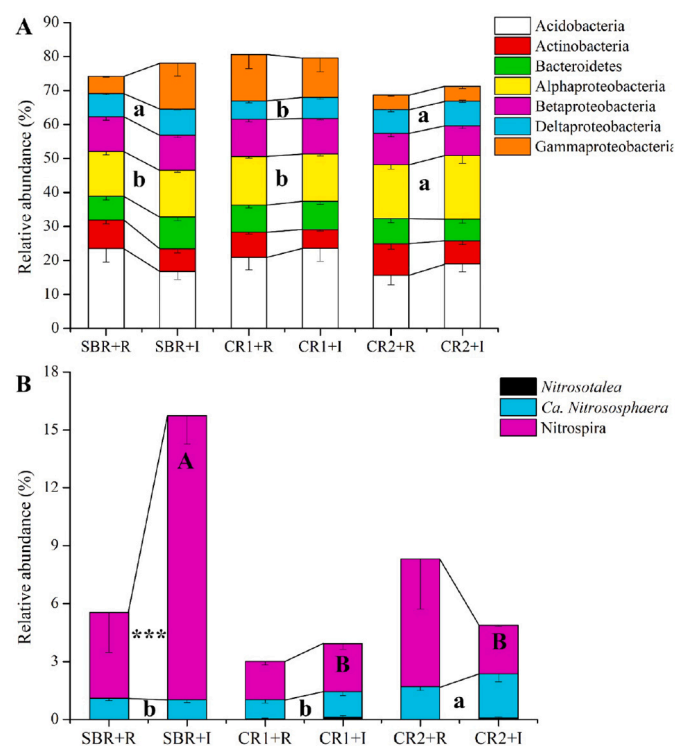 A
Relative abundance (%)
90
80
70
60
50
40
30
20
10
0
a
b
b
b
a
a
SBR+R SBR+I CR1+R CR1+I CR2+R CR2+I
Acidobacteria
Actinobacteria
Bacteroidetes
Alphaproteobacteria
Betaproteobacteria
Deltaproteobacteria
Gammaproteobacteria
B
Relative abundance (%)
18
15
12
9
6
3
0
A
***
B
B
b
b
a
SBR+R SBR+I CR1+R CR1+I CR2+R CR2+I
Nitrosotalea
Ca. Nitrososphaera
Nitrospira